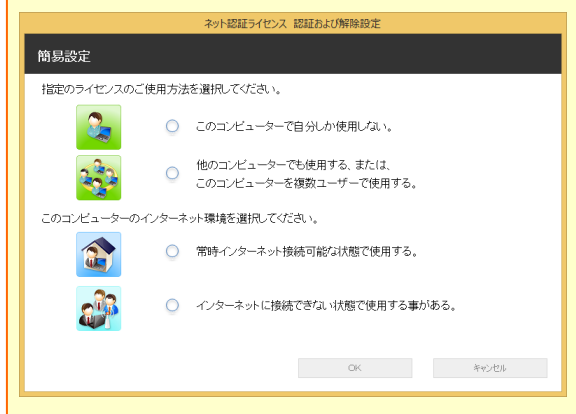 ネット認証ライセンス 認証および解除設定
簡易設定
指定のライセンスのご使用方法を選択してください。
このコンピューターで自分しか使用しない。
他のコンピューターでも使用する、または、
このコンピューターを複数ユーザーで使用する。
このコンピューターのインターネット環境を選択してください。
常時インターネット接続可能な状態で使用する。
インターネットに接続できない状態で使用する事がある。
OK
キャンセル